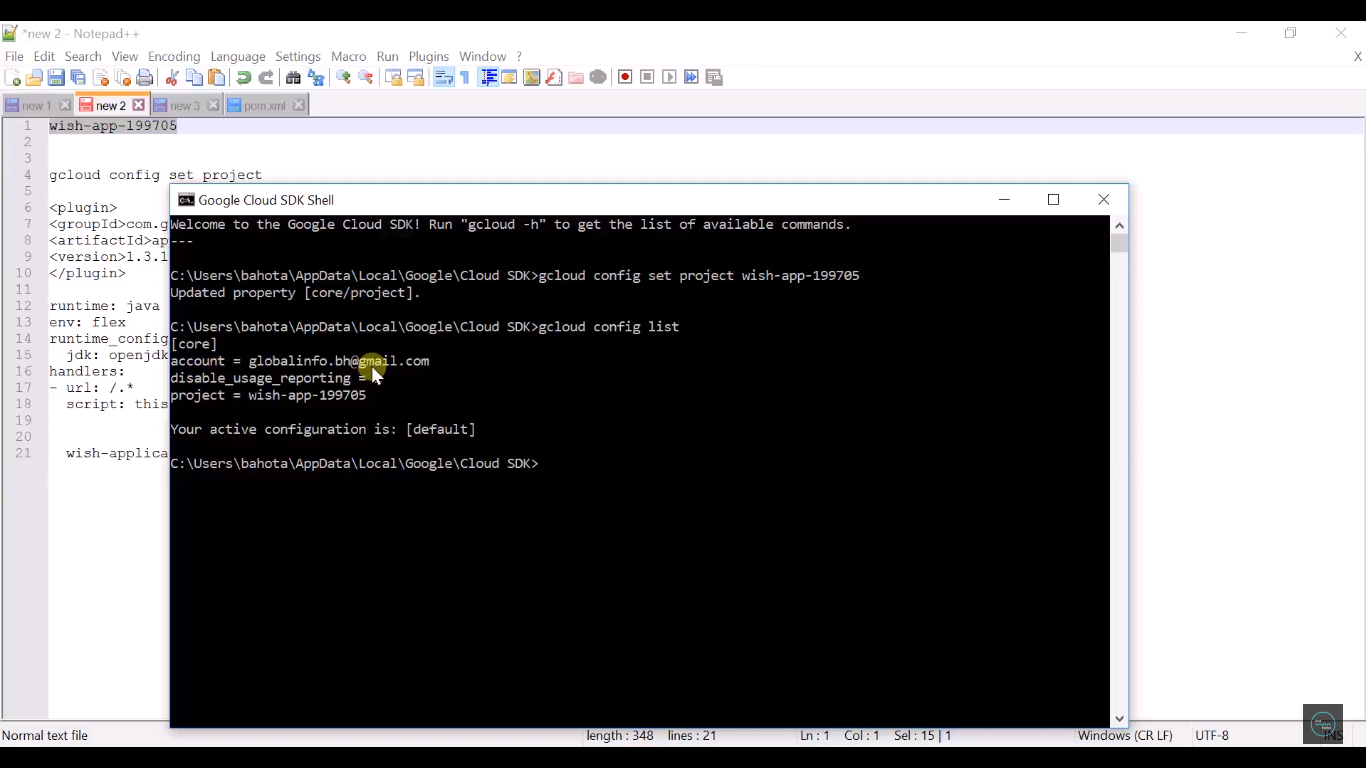 *new 2 - Notepad++
File Edit Search View Encoding Language Settings Macro Run Plugins Window ? X
new 1 new 2 new 3 pom.xml
1 wish-app-199705
2
3
4 gcloud config set project
5
6 <plugin>
7 <groupId>com.g
8 <artifactId>ap
9 <version>1.3.1
10 </plugin>
11
12 runtime: java
13 env: flex
14 runtime_config
15 jdk: openjdk
16 handlers:
17 - url: /.*
18 script: this
19
20
21 wish-applica
Google Cloud SDK Shell
Welcome to the Google Cloud SDK! Run "gcloud -h" to get the list of available commands.
---
C:\Users\bahota\AppData\Local\Google\Cloud SDK>gcloud config set project wish-app-199705
Updated property [core/project].
C:\Users\bahota\AppData\Local\Google\Cloud SDK>gcloud config list
[core]
account = globalinfo.bh@gmail.com
disable_usage_reporting =
project = wish-app-199705
Your active configuration is: [default]
C:\Users\bahota\AppData\Local\Google\Cloud SDK>
Normal text file length : 348 lines : 21 Ln : 1 Col : 1 Sel : 15 | 1 Windows (CR LF) UTF-8 INS